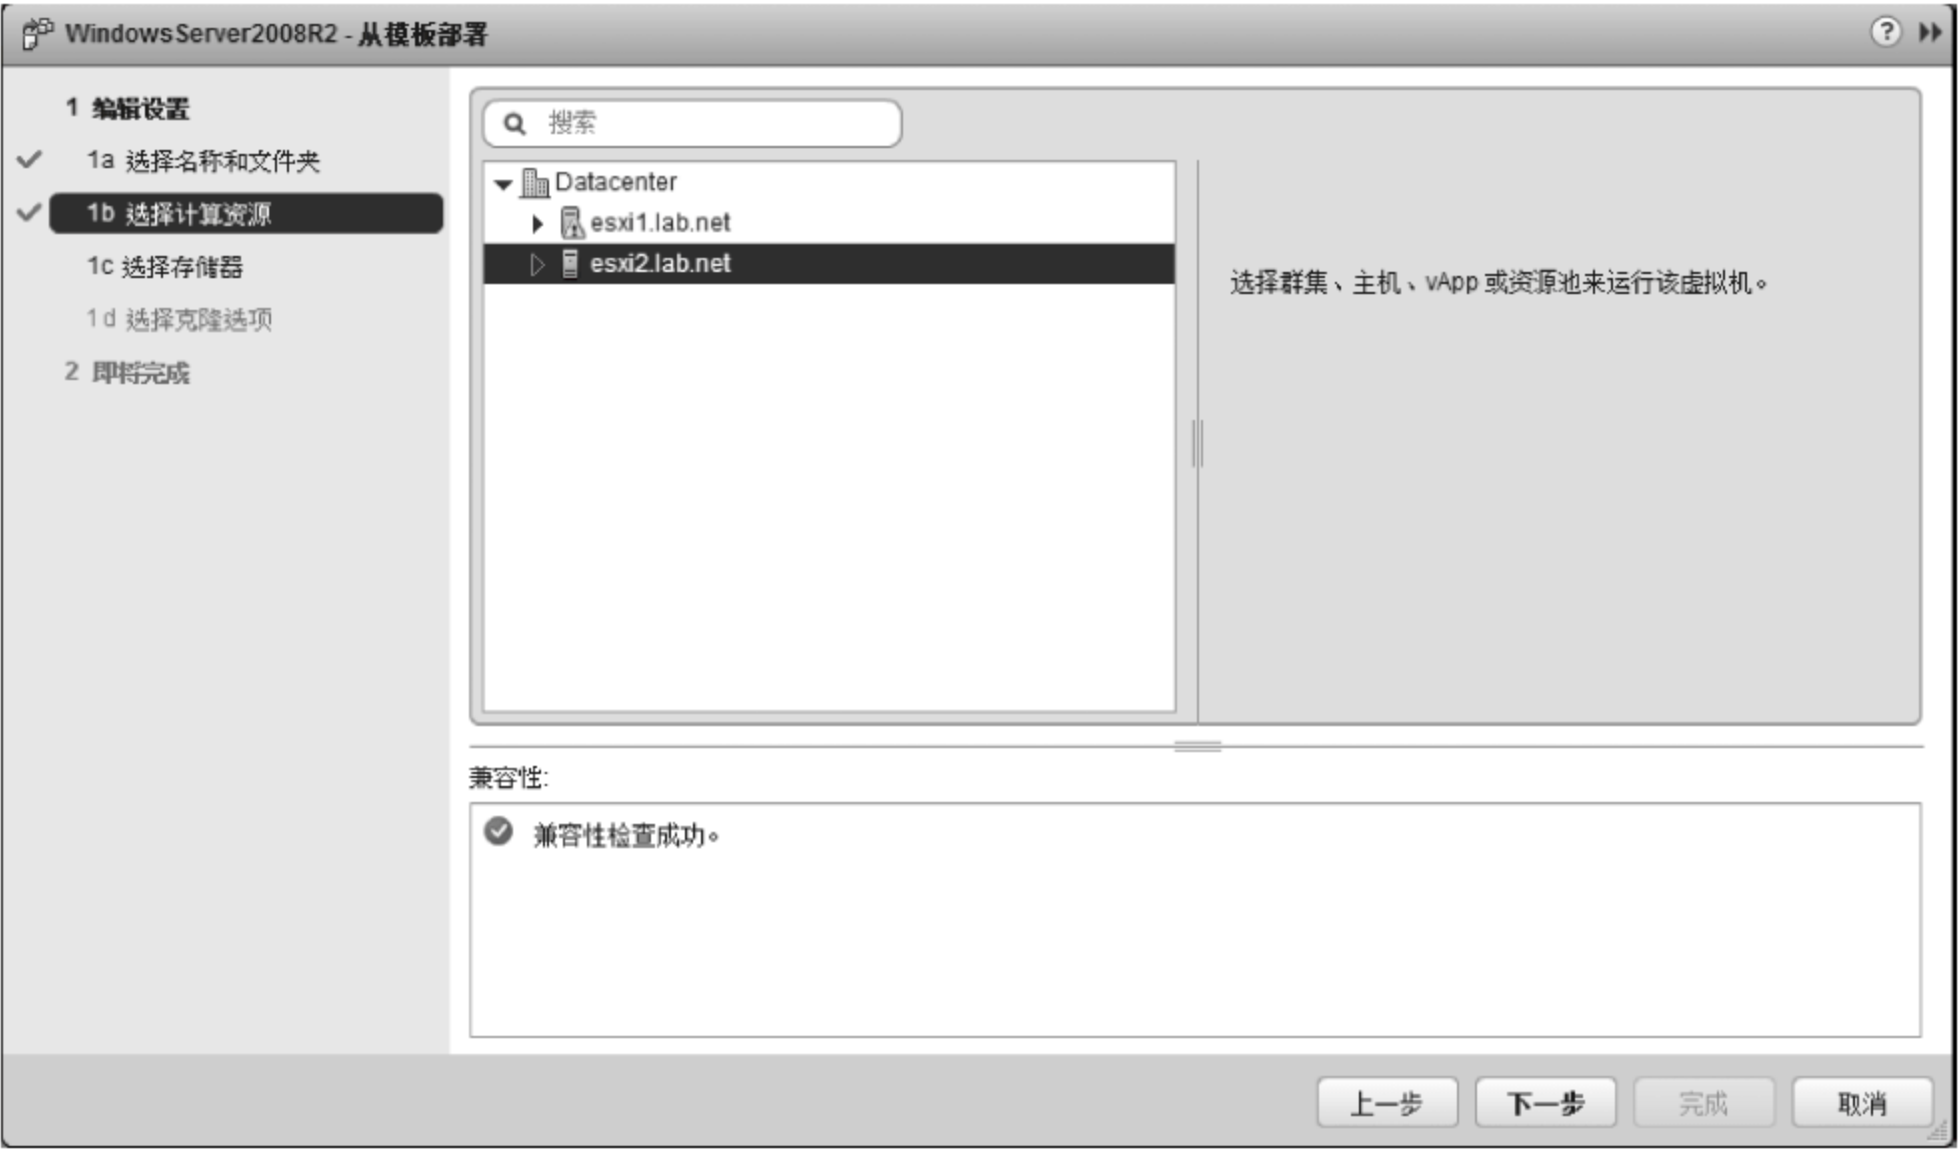 WindowsServer2008R2 - 从模板部署
1 编辑设置
1a 选择名称和文件夹
1b 选择计算资源
1c 选择存储器
1d 选择克隆选项
2 即将完成
搜索
Datacenter
esxi1.lab.net
esxi2.lab.net
选择群集、主机、vApp 或资源池来运行该虚拟机。
兼容性:
兼容性检查成功。
上一步
下一步
完成
取消